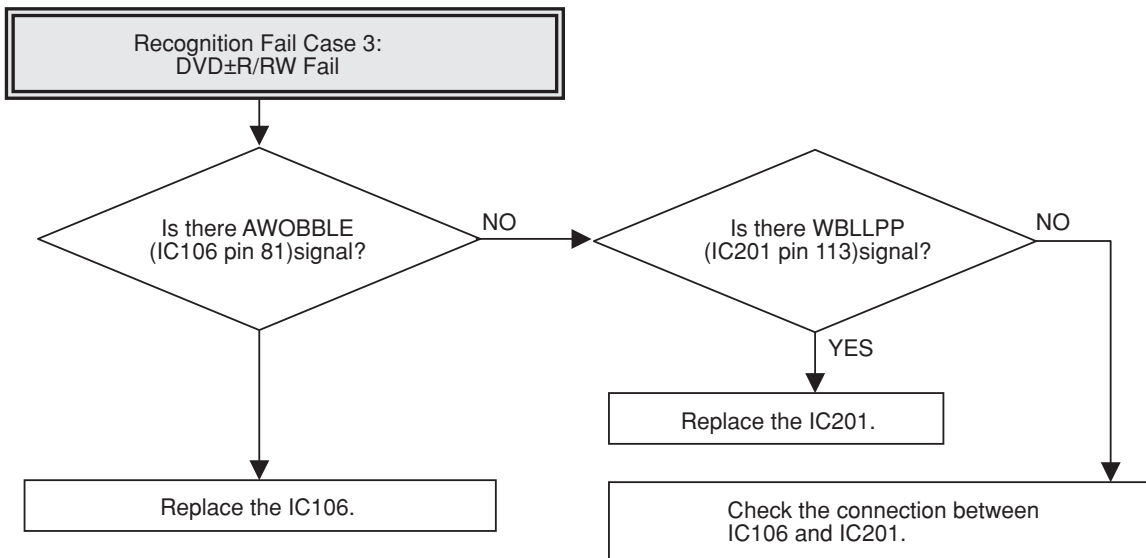 Recognition Fail Case 3:
DVD±R/RW Fail
Is there AWOBBLE
(IC106 pin 81)signal?
NO
Is there WBLLPP
(IC201 pin 113)signal?
NO
YES
Replace the IC201.
Replace the IC106.
Check the connection between
IC106 and IC201.